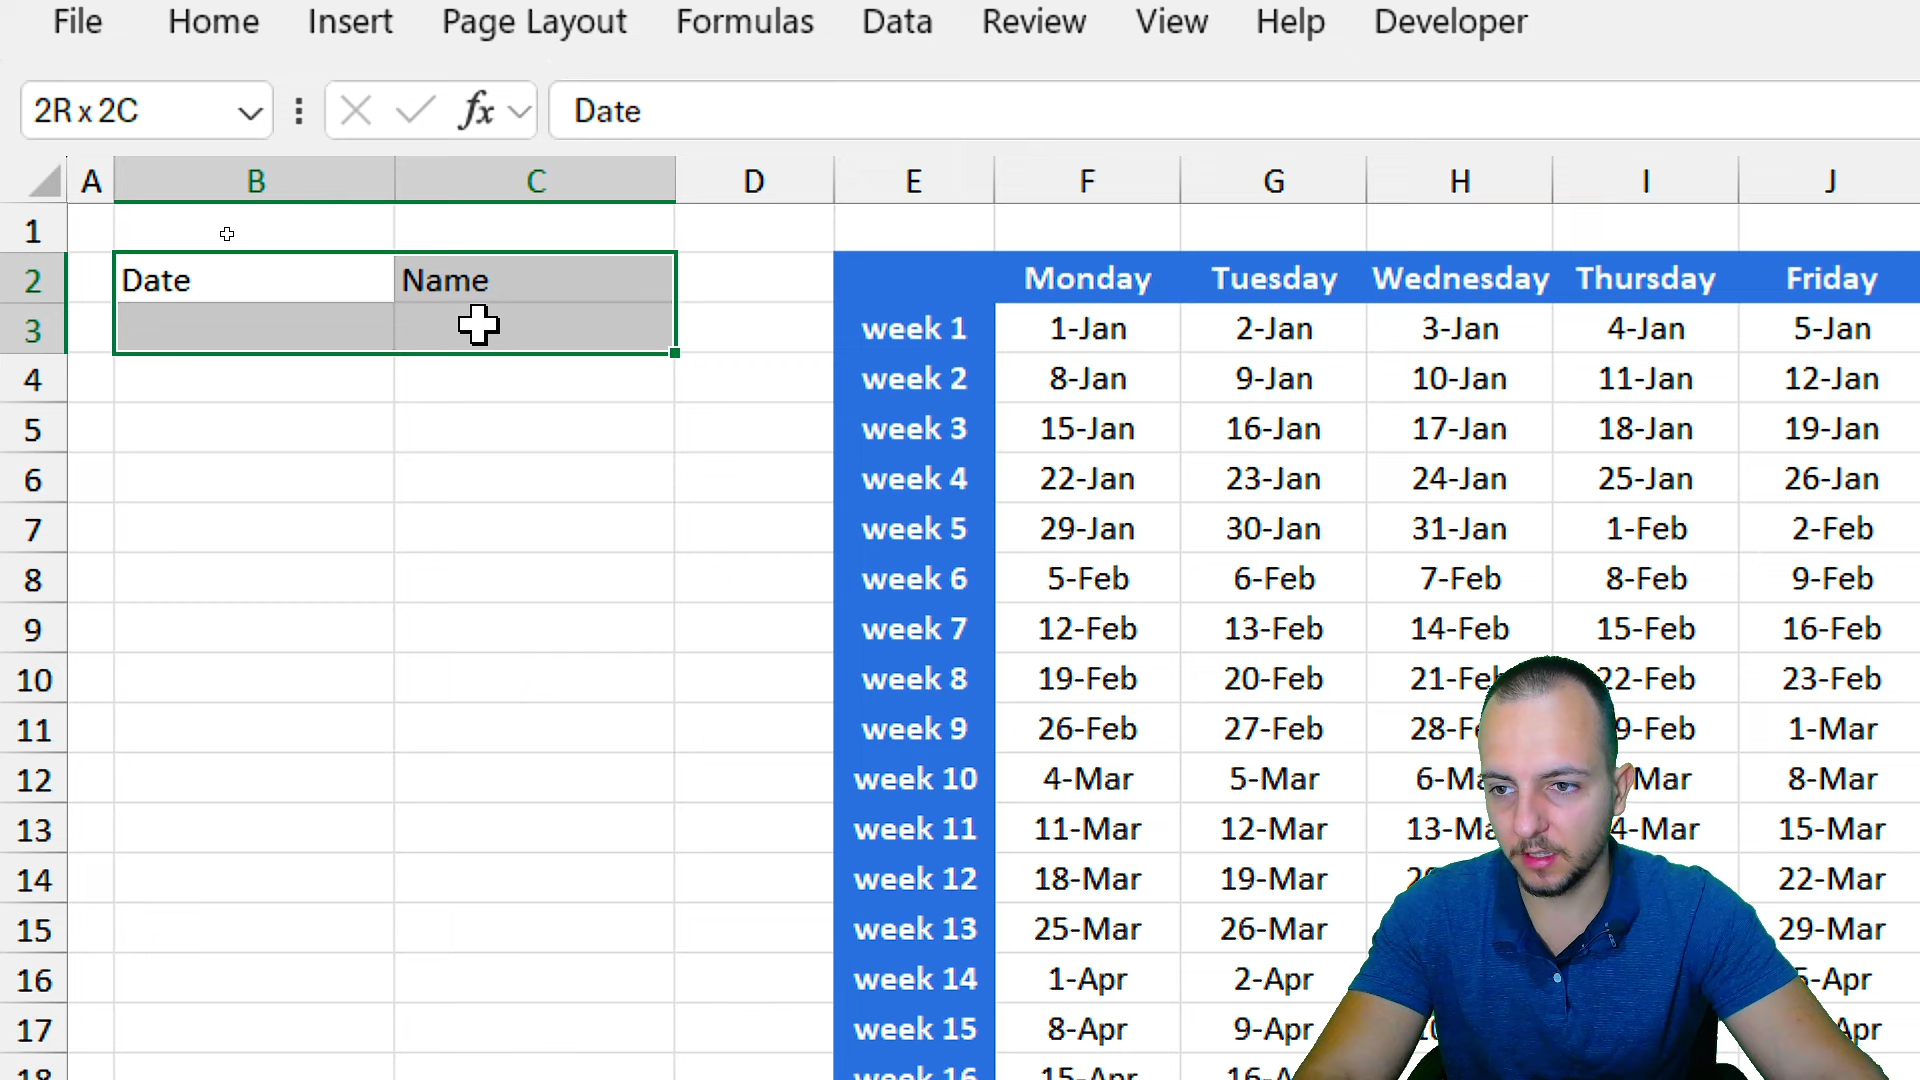 File Home Insert Page Layout Formulas Data Review View Help Developer
2R x 2C fx Date
A B C D E F G H I J
1
2 Date Name Monday Tuesday Wednesday Thursday Friday
3 week 1 1-Jan 2-Jan 3-Jan 4-Jan 5-Jan
4 week 2 8-Jan 9-Jan 10-Jan 11-Jan 12-Jan
5 week 3 15-Jan 16-Jan 17-Jan 18-Jan 19-Jan
6 week 4 22-Jan 23-Jan 24-Jan 25-Jan 26-Jan
7 week 5 29-Jan 30-Jan 31-Jan 1-Feb 2-Feb
8 week 6 5-Feb 6-Feb 7-Feb 8-Feb 9-Feb
9 week 7 12-Feb 13-Feb 14-Feb 15-Feb 16-Feb
10 week 8 19-Feb 20-Feb 21-Feb 22-Feb 23-Feb
11 week 9 26-Feb 27-Feb 1-Mar
12 week 10 4-Mar 5-Mar 8-Mar
13 week 11 11-Mar 12-Mar 15-Mar
14 week 12 18-Mar 19-Mar 22-Mar
15 week 13 25-Mar 26-Mar 29-Mar
16 week 14 1-Apr 2-Apr
17 week 15 8-Apr 9-Apr
18 week 16 15-Apr